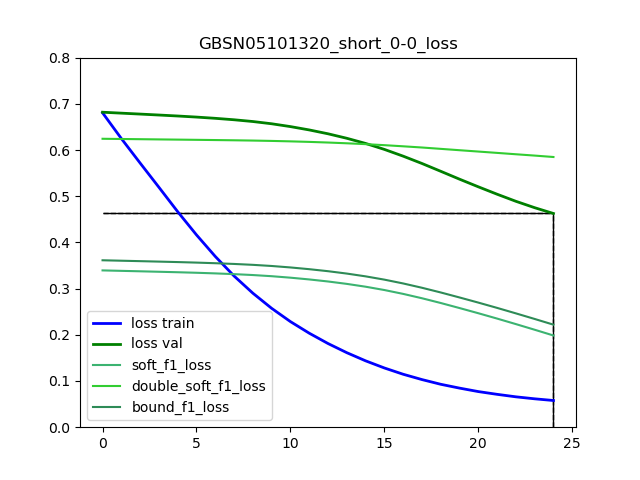 GBSN05101320_short_0-0_loss
0.8
0.7
0.6
0.5
0.4
0.3
0.2
0.1
0.0
loss train
loss val
soft_f1_loss
double_soft_f1_loss
bound_f1_loss
0 5 10 15 20 25